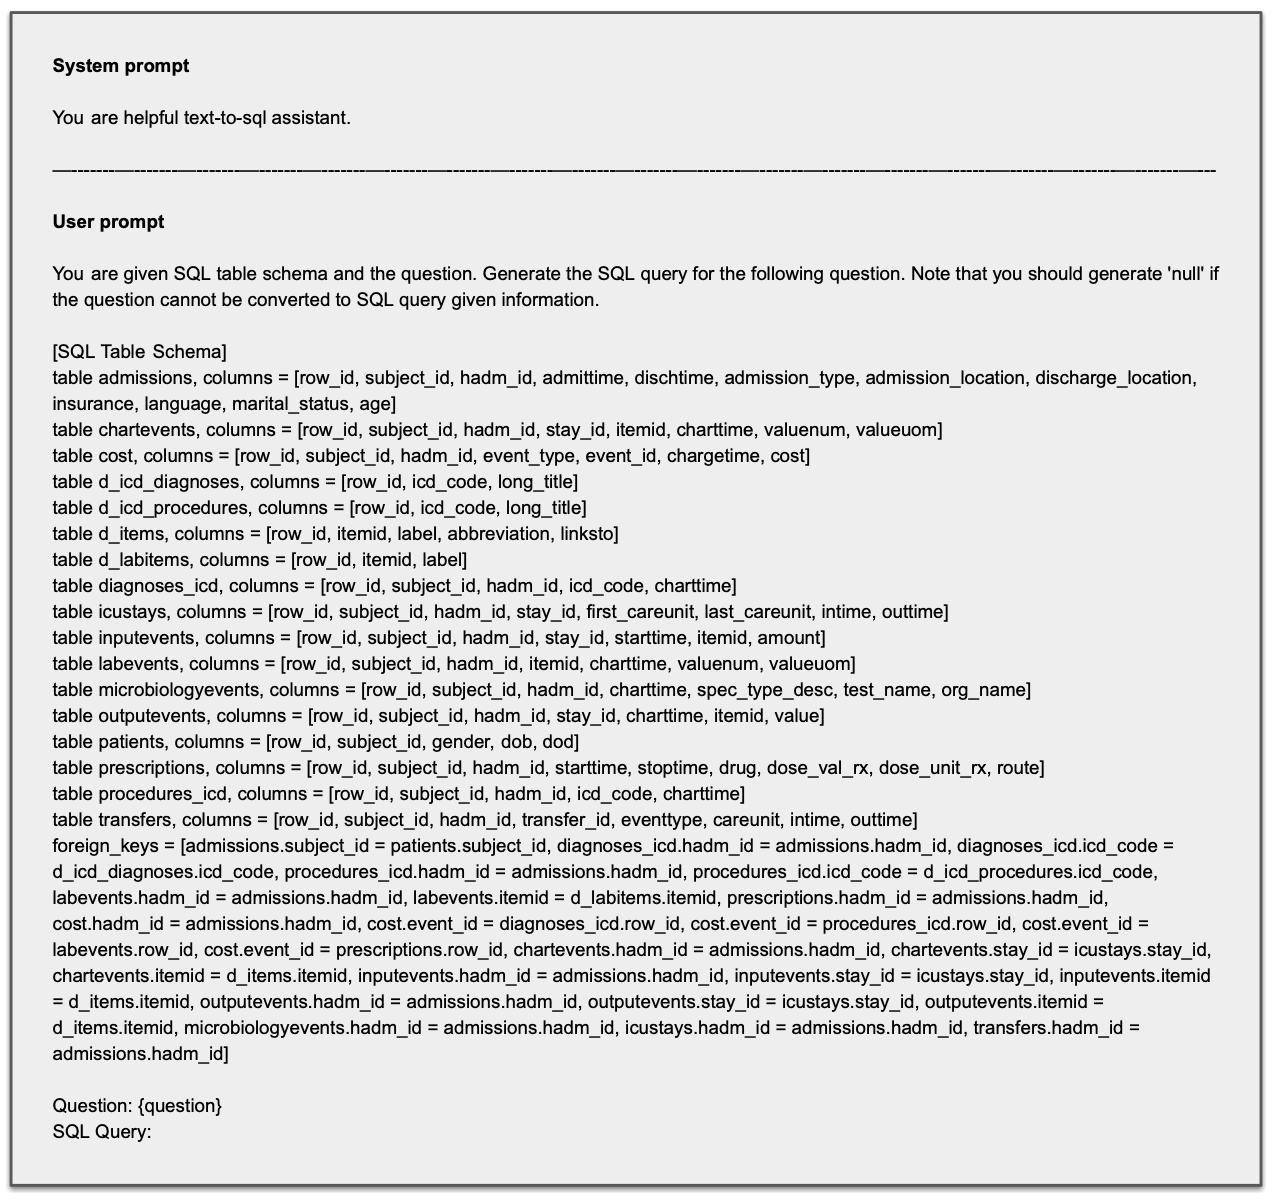 System prompt
You are helpful text-to-sql assistant.
User prompt
You are given SQL table schema and the question. Generate the SQL query for the following question. Note that you should generate 'null' if
the question cannot be converted to SQL query given information.
[SQL Table Schema]
table admissions, columns = [row_id, subject_id, hadm_id, admittime, dischtime, admission_type, admission_location, discharge_location,
insurance, language, marital_status, age]
table chartevents, columns = [row_id, subject_id, hadm_id, stay_id, itemid, charttime, valuenum, valueuom]
table cost, columns = [row_id, subject_id, hadm_id, event_type, event_id, chargetime, cost]
table d_icd_diagnoses, columns = [row_id, icd_code, long_title]
table d_icd_procedures, columns = [row_id, icd_code, long_title]
table d_items, columns = [row_id, itemid, label, abbreviation, linksto]
table d_labitems, columns = [row_id, itemid, label]
table diagnoses_icd, columns = [row_id, subject_id, hadm_id, icd_code, charttime]
table icustays, columns = [row_id, subject_id, hadm_id, stay_id, first_careunit, last_careunit, intime, outtime]
table inputevents, columns = [row_id, subject_id, hadm_id, stay_id, starttime, itemid, amount]
table labevents, columns = [row_id, subject_id, hadm_id, itemid, charttime, valuenum, valueuom]
table microbiologyevents, columns = [row_id, subject_id, hadm_id, charttime, spec_type_desc, test_name, org_name]
table outputevents, columns = [row_id, subject_id, hadm_id, stay_id, charttime, itemid, value]
table patients, columns = [row_id, subject_id, gender, dob, dod]
table prescriptions, columns = [row_id, subject_id, hadm_id, starttime, stoptime, drug, dose_val_rx, dose_unit_rx, route]
table procedures_icd, columns = [row_id, subject_id, hadm_id, icd_code, charttime]
table transfers, columns = [row_id, subject_id, hadm_id, transfer_id, eventtype, careunit, intime, outtime]
foreign_keys = [admissions.subject_id = patients.subject_id, diagnoses_icd.hadm_id = admissions.hadm_id, diagnoses_icd.icd_code =
d_icd_diagnoses.icd_code, procedures_icd.hadm_id = admissions.hadm_id, procedures_icd.icd_code = d_icd_procedures.icd_code,
labevents.hadm_id = admissions.hadm_id, labevents.itemid = d_labitems.itemid, prescriptions.hadm_id = admissions.hadm_id,
cost.hadm_id = admissions.hadm_id, cost.event_id = diagnoses_icd.row_id, cost.event_id = procedures_icd.row_id, cost.event_id =
labevents.row_id, cost.event_id = prescriptions.row_id, chartevents.hadm_id = admissions.hadm_id, chartevents.stay_id = icustays.stay_id,
chartevents.itemid = d_items.itemid, inputevents.hadm_id = admissions.hadm_id, inputevents.stay_id = icustays.stay_id, inputevents.itemid
= d_items.itemid, outputevents.hadm_id = admissions.hadm_id, outputevents.stay_id = icustays.stay_id, outputevents.itemid =
d_items.itemid, microbiologyevents.hadm_id = admissions.hadm_id, icustays.hadm_id = admissions.hadm_id, transfers.hadm_id =
admissions.hadm_id]
Question: {question}
SQL Query: